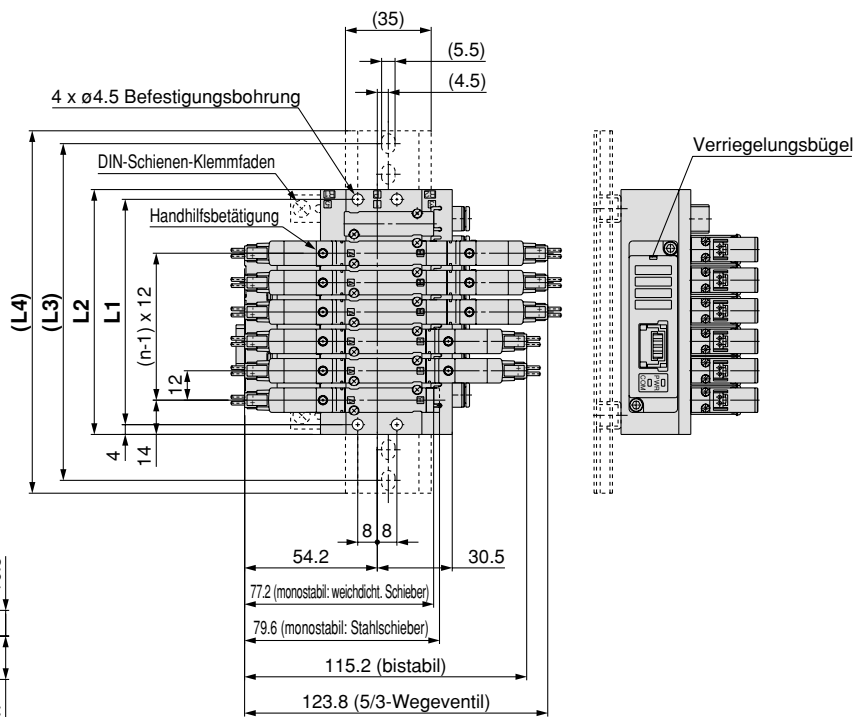 (35)
(5.5)
(4.5)
4 x ø4.5 Befestigungsbohrung
Verriegelungsbügel
DIN-Schienen-Klemmfaden
Handhilfsbetätigung
(L4)
(L3)
L2
L1
(n-1) x 12
12
4
14
PWR
COM
8
8
54.2
30.5
77.2 (monostabil: weichdicht. Schieber)
79.6 (monostabil: Stahlschieber)
115.2 (bistabil)
123.8 (5/3-Wegeventil)